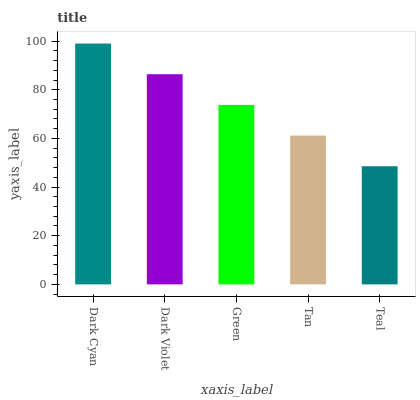 title
100
80
60
40
20
0
yaxis_label
Dark Cyan
Dark Violet
Green
Tan
Teal
xaxis_label